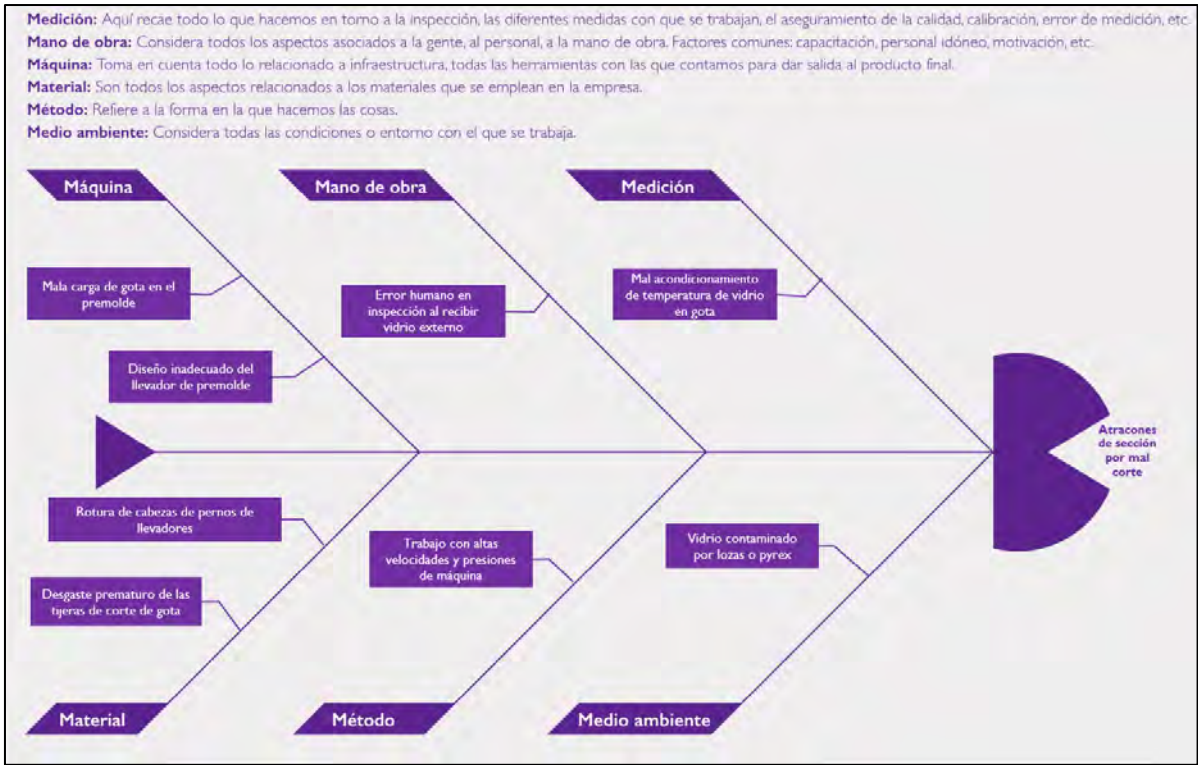 Medición: Aquí recae todo lo que hacemos en torno a la inspección, las diferentes medidas con que se trabajan, el aseguramiento de la calidad, calibración, error de medición, etc.
Mano de obra: Considera todos los aspectos asociados a la gente, al personal, a la mano de obra. Factores comunes: capacitación, personal idóneo, motivación, etc.
Máquina: Toma en cuenta todo lo relacionado a infraestructura, todas las herramientas con las que contamos para dar salida al producto final.
Material: Son todos los aspectos relacionados a los materiales que se emplean en la empresa.
Método: Refiere a la forma en la que hacemos las cosas.
Medio ambiente: Considera todas las condiciones o entorno con el que se trabaja.
Máquina
Mano de obra
Medición
Mala carga de gota en el
premolde
Error humano en
inspección al recibir
vidrio externo
Mal acondicionamiento
de temperatura de vidrio
en gota
Diseño inadecuado del
llevador de premolde
Atracones
de sección
por mal
corte
Rotura de cabezas de pernos de
llevadores
Trabajo con altas
velocidades y presiones
de máquina
Vidrio contaminado
por lozas o pyrex
Desgaste prematuro de las
tijeras de corte de gota
Material
Método
Medio ambiente